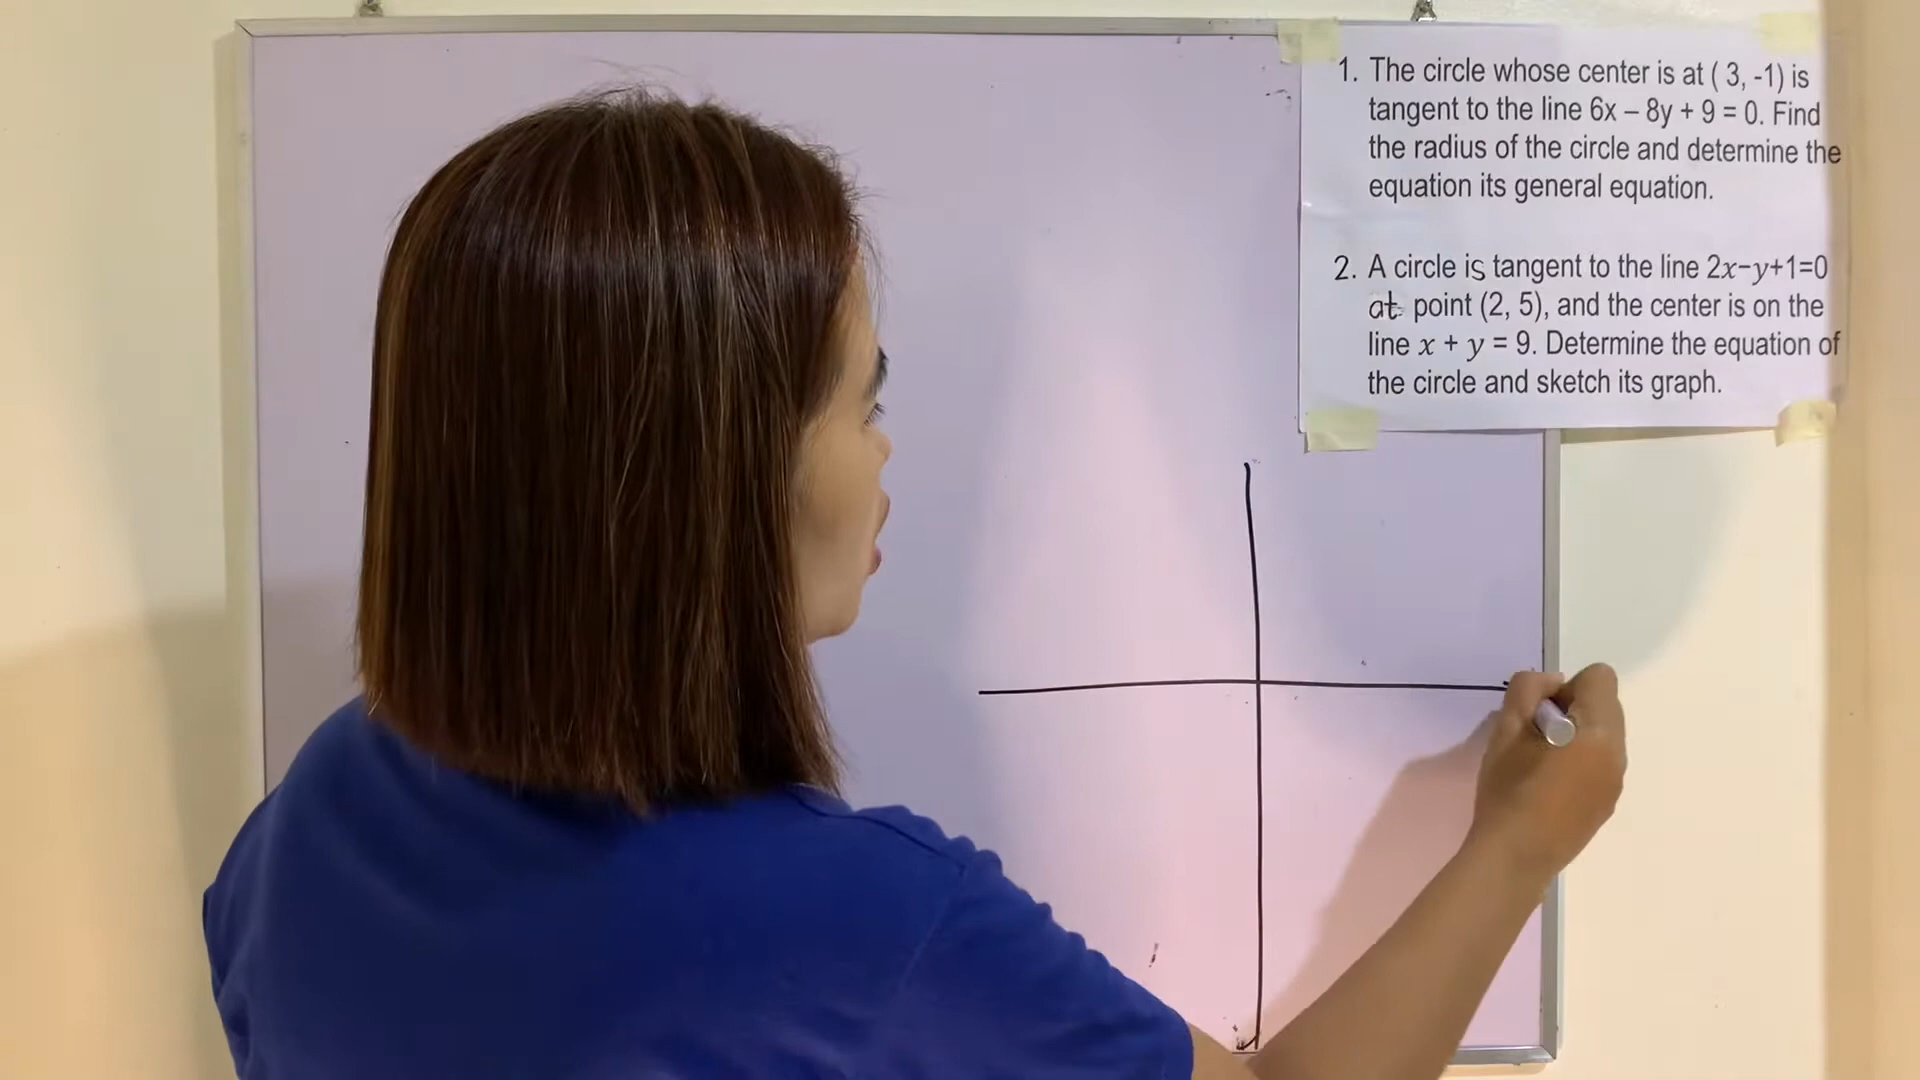 1. The circle whose center is at ( 3, -1) is
tangent to the line 6x – 8y + 9 = 0. Find
the radius of the circle and determine the
equation its general equation.
2. A circle is tangent to the line 2x-y+1=0
at point (2, 5), and the center is on the
line x + y = 9. Determine the equation of
the circle and sketch its graph.